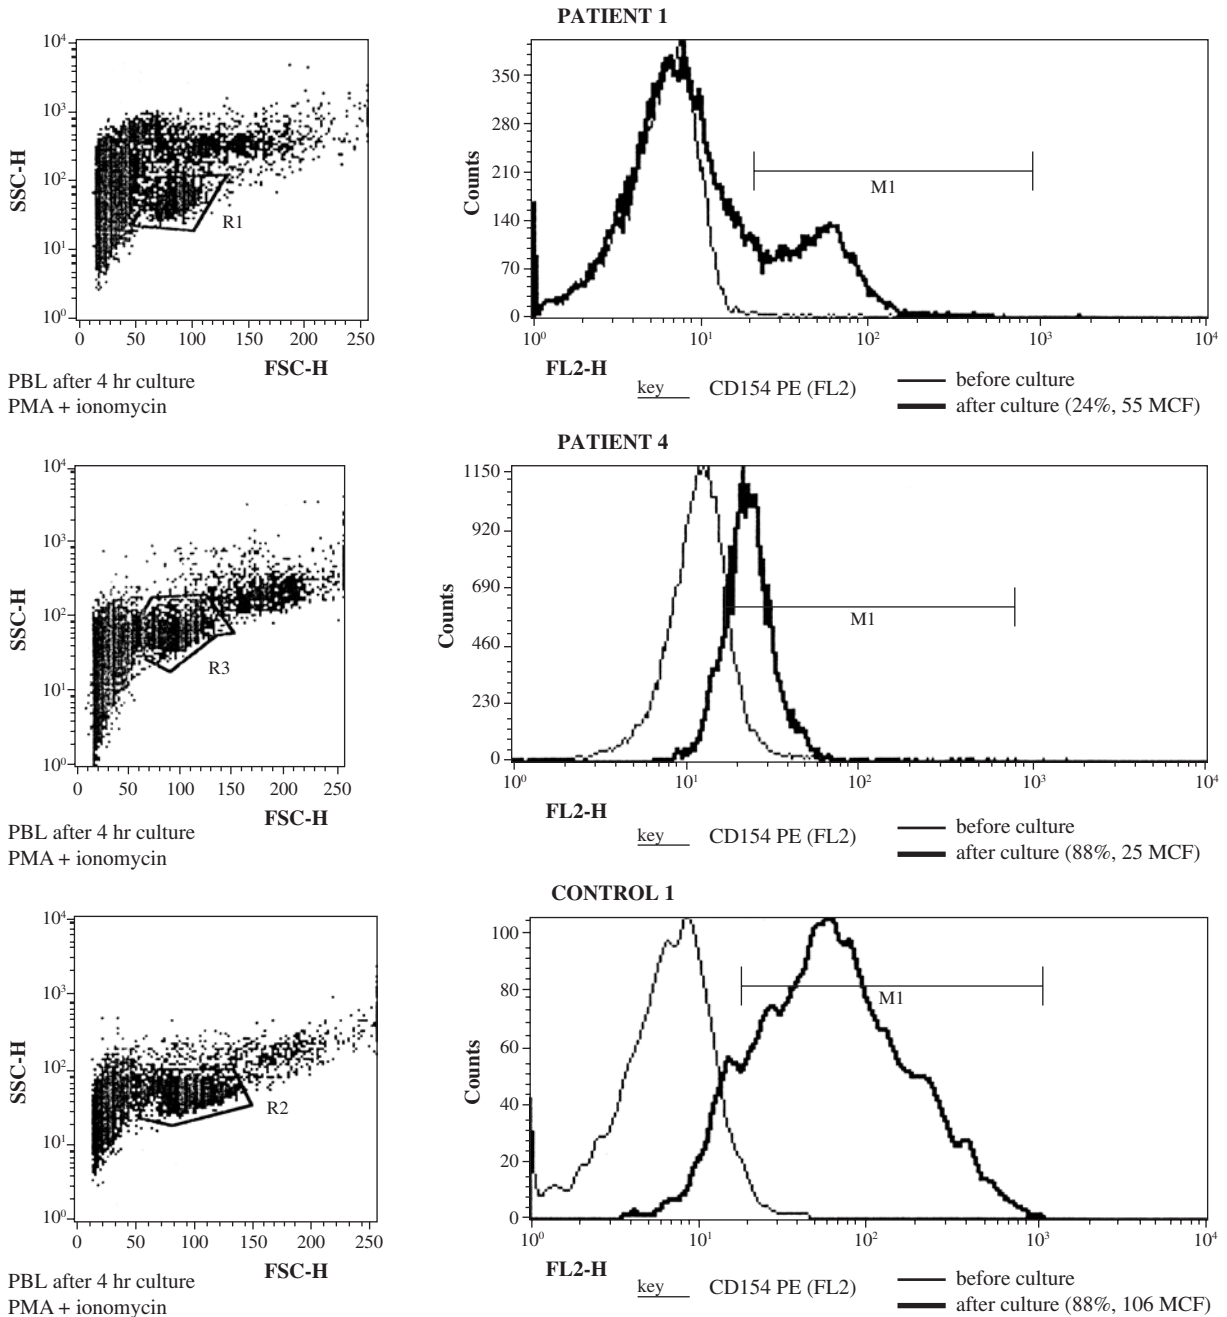 PATIENT 1
10⁴
10³
10²
10¹
10⁰
SSC-H
R1
0 50 100 150 200 250
FSC-H
PBL after 4 hr culture
PMA + ionomycin
350
280
210
140
70
0
Counts
M1
10⁰ 10¹ 10² 10³ 10⁴
FL2-H
key CD154 PE (FL2)
before culture
after culture (24%, 55 MCF)
PATIENT 4
10⁴
10³
10²
10¹
10⁰
SSC-H
R3
0 50 100 150 200 250
FSC-H
PBL after 4 hr culture
PMA + ionomycin
1150
920
690
460
230
0
Counts
M1
10⁰ 10¹ 10² 10³ 10⁴
FL2-H
key CD154 PE (FL2)
before culture
after culture (88%, 25 MCF)
CONTROL 1
10⁴
10³
10²
10¹
10⁰
SSC-H
R2
0 50 100 150 200 250
FSC-H
PBL after 4 hr culture
PMA + ionomycin
100
80
60
40
20
0
Counts
M1
10⁰ 10¹ 10² 10³ 10⁴
FL2-H
key CD154 PE (FL2)
before culture
after culture (88%, 106 MCF)